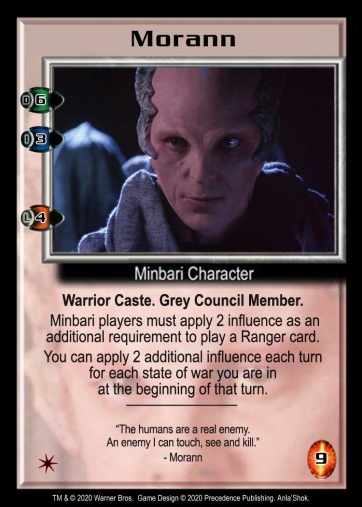 Morann
D 6
I 3
L 4
Minbari Character
Warrior Caste. Grey Council Member.
Minbari players must apply 2 influence as an
additional requirement to play a Ranger card.
You can apply 2 additional influence each turn
for each state of war you are in
at the beginning of that turn.
“The humans are a real enemy.
An enemy I can touch, see and kill.”
- Morann
9
TM & © 2020 Warner Bros. Game Design © 2020 Precedence Publishing. Anla'Shok.